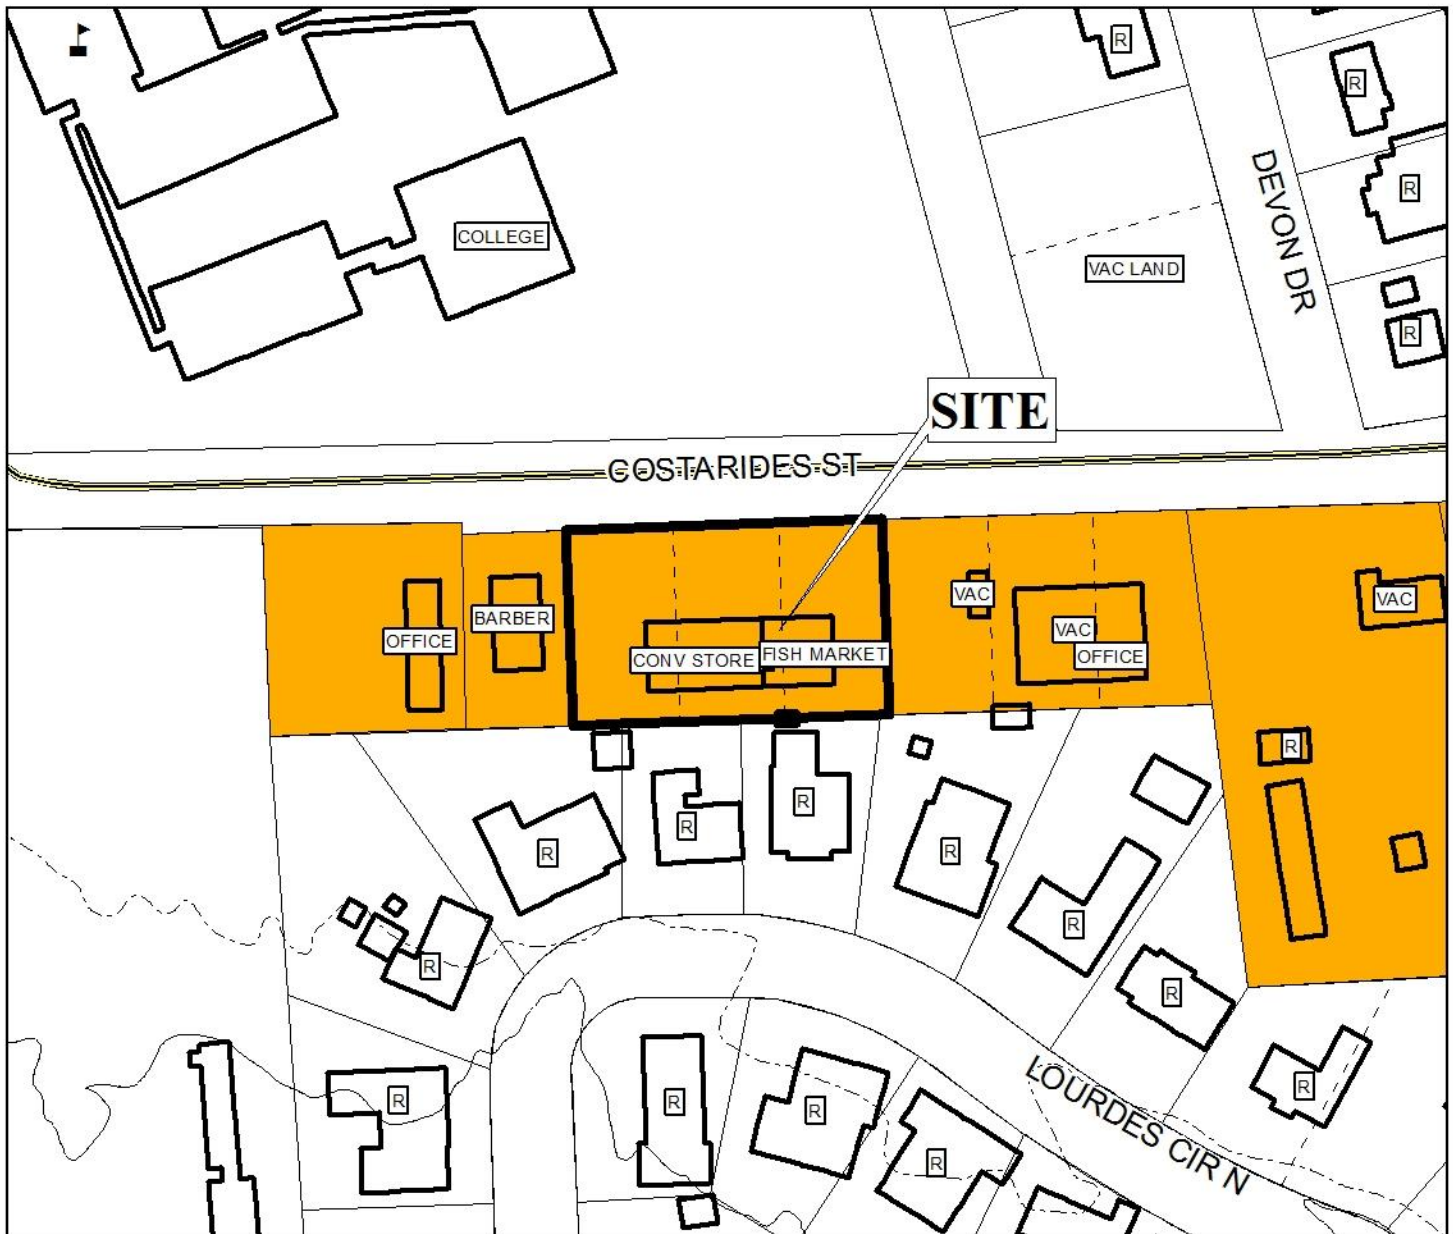 R
R
R
COLLEGE
DEVON DR
VAC LAND
R
SITE
COSTARIDES ST
VAC
VAC
BARBER
VAC
OFFICE
CONV STORE
FISH MARKET
OFFICE
R
R
R
R
R
R
R
R
R
LOURDES CIR N
R
R
R
R
R